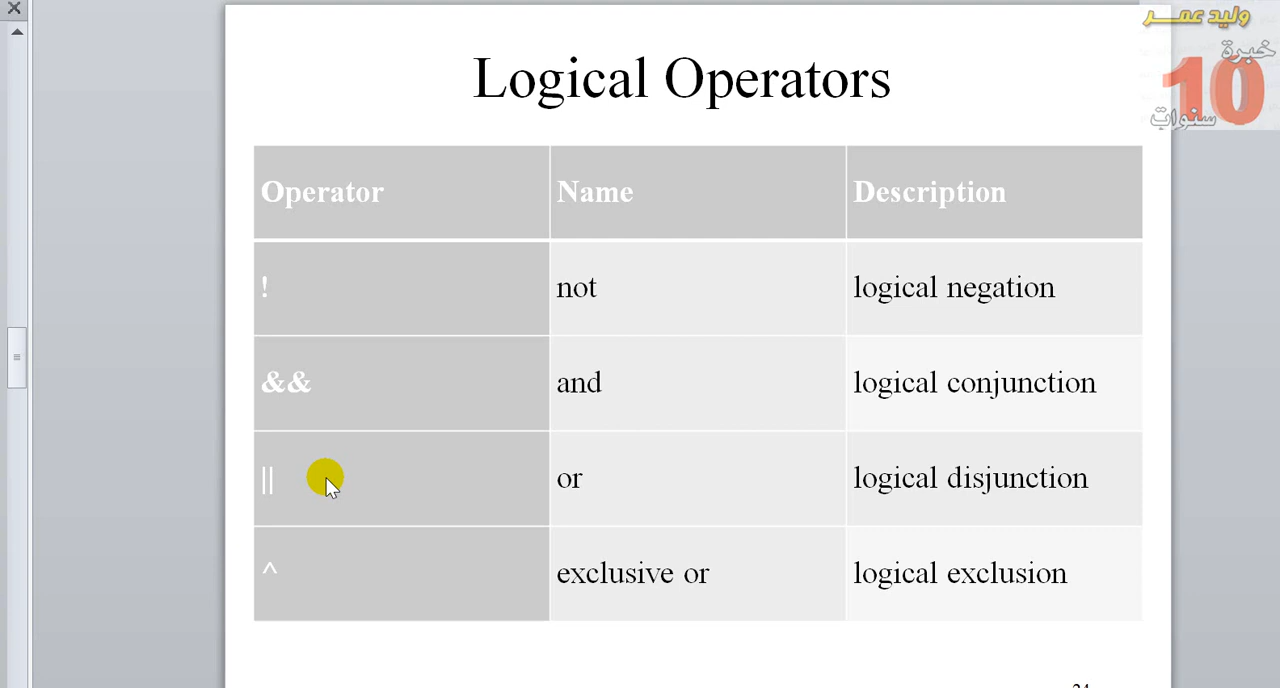 وليد عمـــر
خبرة
10
سنوات
Logical Operators
Operator Name Description
! not logical negation
&& and logical conjunction
|| or logical disjunction
^ exclusive or logical exclusion